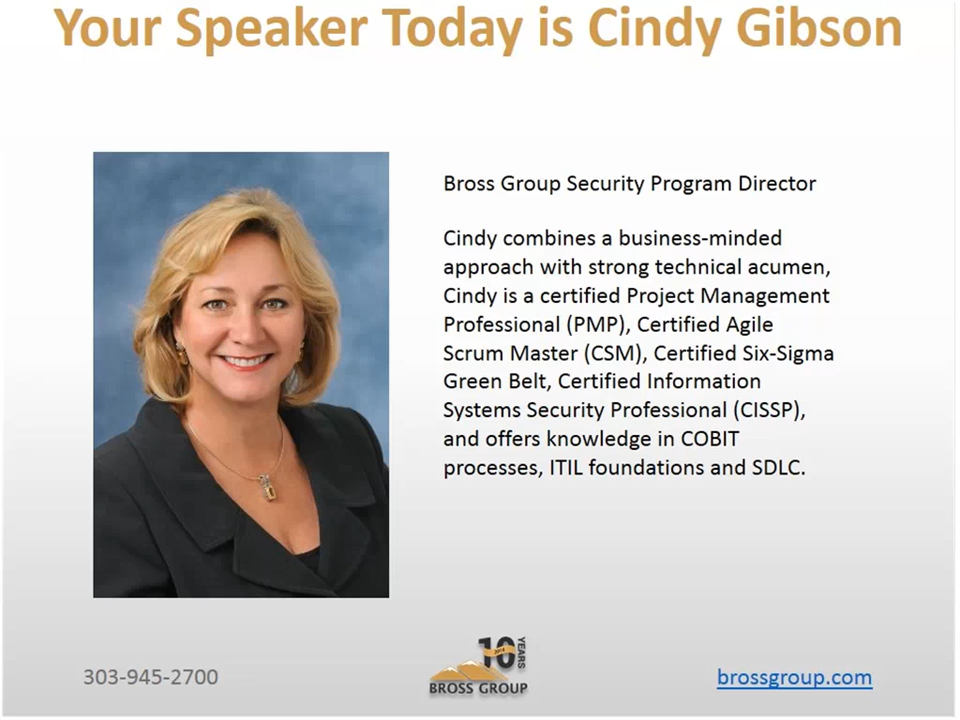 Your Speaker Today is Cindy Gibson
Bross Group Security Program Director
Cindy combines a business-minded
approach with strong technical acumen,
Cindy is a certified Project Management
Professional (PMP), Certified Agile
Scrum Master (CSM), Certified Six-Sigma
Green Belt, Certified Information
Systems Security Professional (CISSP),
and offers knowledge in COBIT
processes, ITIL foundations and SDLC.
303-945-2700
10 YEARS
2014
BROSS GROUP
brossgroup.com